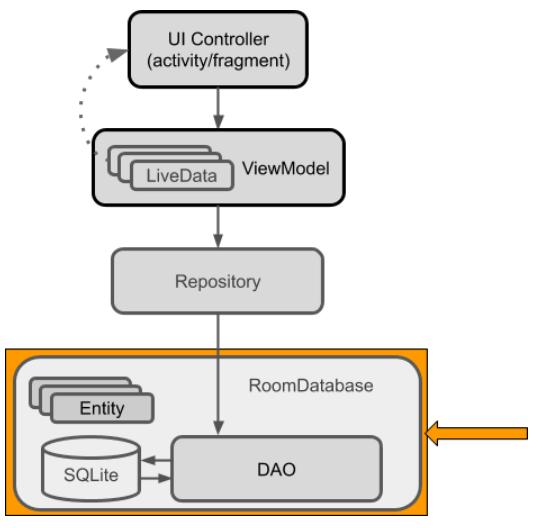 UI Controller
(activity/fragment)
ViewModel
LiveData
Repository
RoomDatabase
Entity
SQLite
DAO